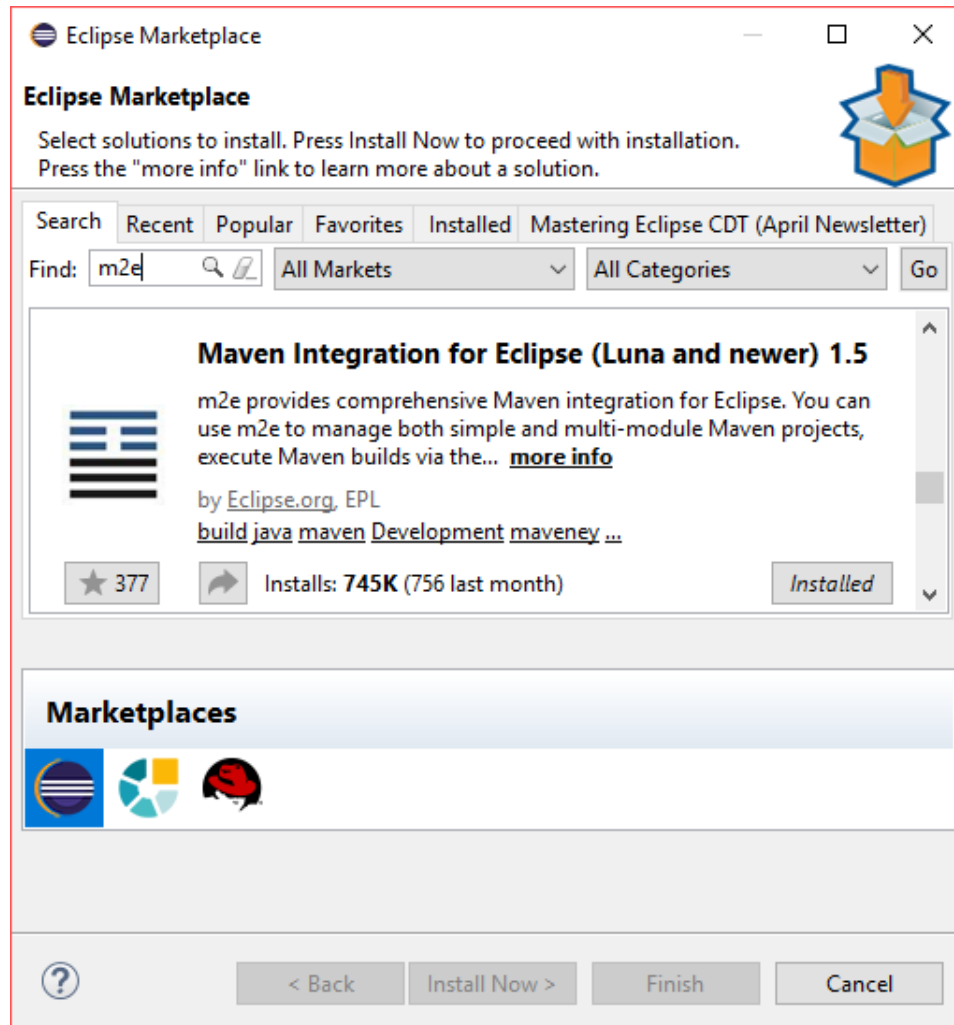 Eclipse Marketplace
Eclipse Marketplace
Select solutions to install. Press Install Now to proceed with installation.
Press the "more info" link to learn more about a solution.
Search Recent Popular Favorites Installed Mastering Eclipse CDT (April Newsletter)
Find: m2e All Markets All Categories Go
Maven Integration for Eclipse (Luna and newer) 1.5
m2e provides comprehensive Maven integration for Eclipse. You can
use m2e to manage both simple and multi-module Maven projects,
execute Maven builds via the... more info
by Eclipse.org, EPL
build java maven Development maveney ...
377 Installs: 745K (756 last month) Installed
Marketplaces
? < Back Install Now > Finish Cancel